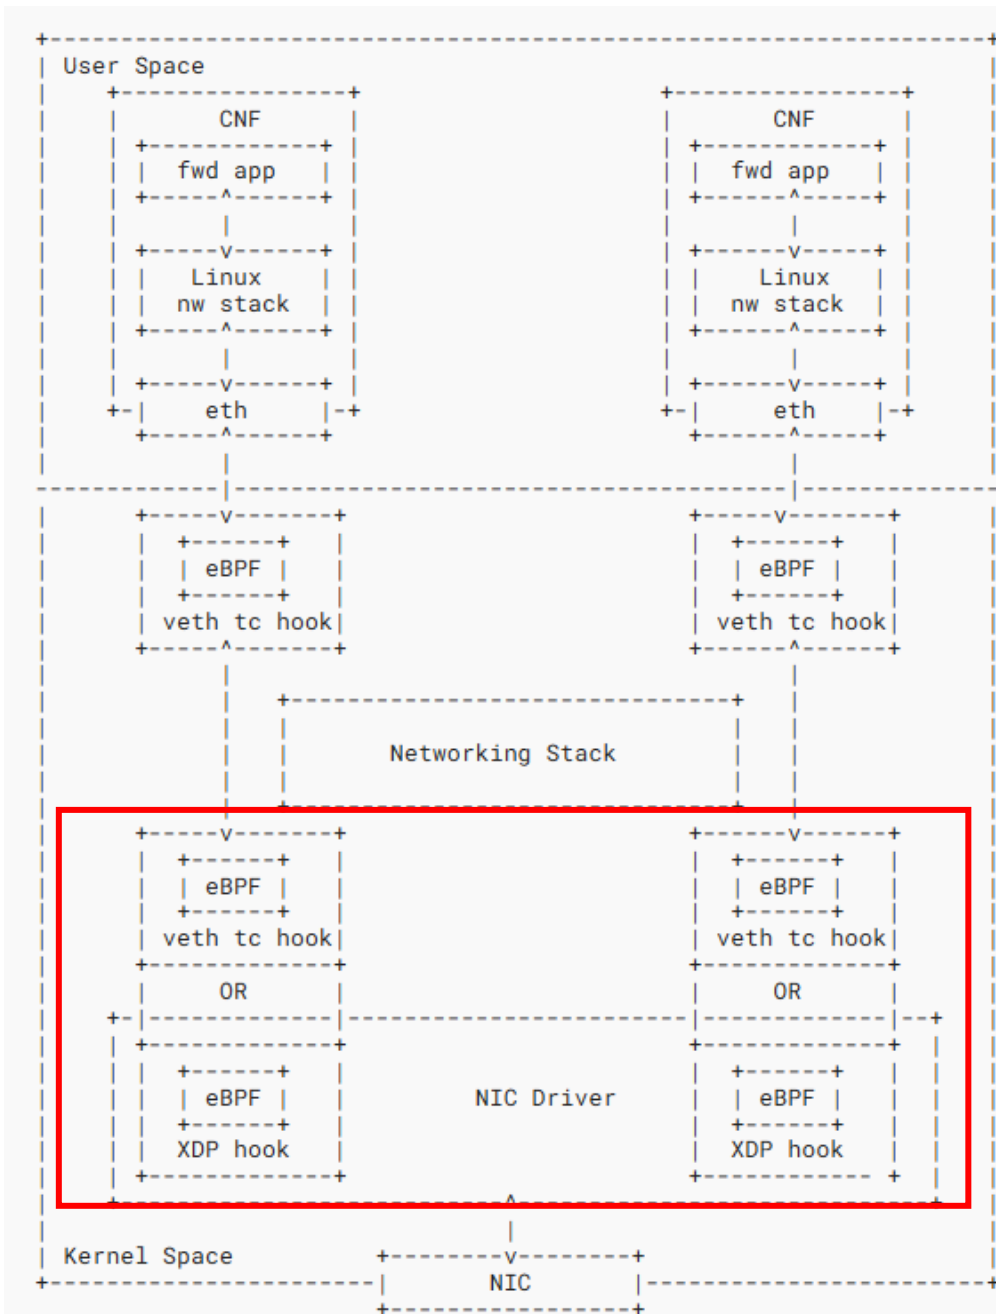 User Space
CNF CNF
fwd app fwd app
Linux Linux
nw stack nw stack
eth eth
eBPF eBPF
veth tc hook veth tc hook
Networking Stack
eBPF eBPF
veth tc hook veth tc hook
OR OR
eBPF NIC Driver eBPF
XDP hook XDP hook
Kernel Space
NIC